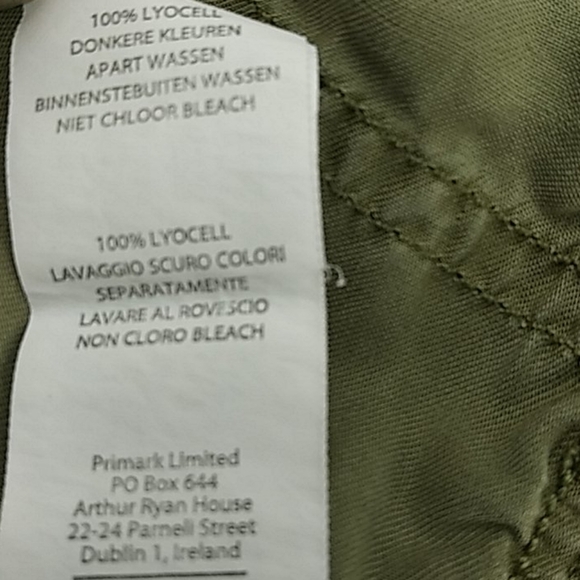 100% LYOCELL
DONKERE KLEUREN
APART WASSEN
BINNENSTEBUITEN WASSEN
NIET CHLOOR BLEACH
100% LYOCELL
LAVAGGIO SCURO COLORI
SEPARATAMENTE
LAVARE AL ROVESCIO
NON CLORO BLEACH
Primark Limited
PO Box 644
Arthur Ryan House
22-24 Parnell Street
Dublin 1, Ireland